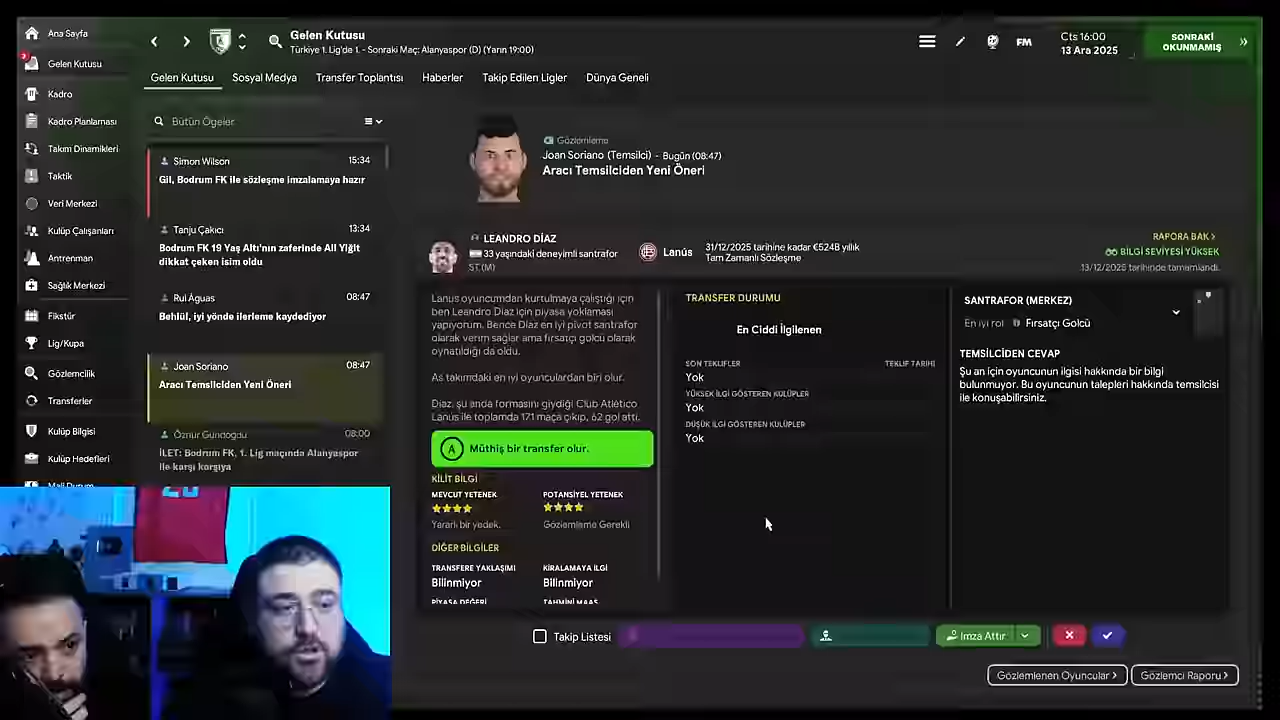 Ana Sayfa
Gelen Kutusu
Kadro
Kadro Planlaması
Takım Dinamikleri
Taktik
Veri Merkezi
Kulüp Çalışanları
Antrenman
Sağlık Merkezi
Fikstür
Lig/Kupa
Gözlemcilik
Transferler
Kulüp Bilgisi
Kulüp Hedefleri
Gelen Kutusu
Türkiye 1. Lig'de 1. - Sonraki Maç: Alanyaspor (D) (Yarın 19:00)
FM
Cts 16:00
13 Ara 2025
SONRAKİ
OKUNMAMIŞ
Gelen Kutusu
Sosyal Medya
Transfer Toplantısı
Haberler
Takip Edilen Ligler
Dünya Geneli
Bütün Ögeler
Simon Wilson 15:34
Gil, Bodrum FK ile sözleşme imzalamaya hazır
Tanju Çakıcı 13:34
Bodrum FK 19 Yaş Altı'nın zaferinde Ali Yiğit
dikkat çeken isim oldu
Rui Águas 08:47
Behlül, iyi yönde ilerleme kaydediyor
Joan Soriano 08:47
Aracı Temsilciden Yeni Öneri
Öznur Gündoğdu 08:00
İLET: Bodrum FK, 1. Lig maçında Alanyaspor
ile karşı karşıya
Gözlemleme
Joan Soriano (Temsilci) - Bugün (08:47)
Aracı Temsilciden Yeni Öneri
LEANDRO DÍAZ
33 yaşındaki deneyimli santrafor
ST (M)
Lanús
31/12/2025 tarihine kadar €524B yıllık
Tam Zamanlı Sözleşme
RAPORA BAK
BİLGİ SEVİYESİ YÜKSEK
13/12/2025 tarihinde tamamlandı.
Lanús oyuncumdan kurtulmaya çalıştığı için
ben Leandro Díaz için piyasa yoklaması
yapıyorum. Bence Díaz en iyi pivot santrafor
olarak verim sağlar ama fırsatçı golcü olarak
oynatıldığı da oldu.
As takımdaki en iyi oyunculardan biri olur.
Díaz, şu anda formasını giydiği Club Atlético
Lanús ile toplamda 171 maça çıkıp, 62 gol attı.
A Müthiş bir transfer olur.
KİLİT BİLGİ
MEVCUT YETENEK
POTANSİYEL YETENEK
Yararlı bir yedek.
Gözlemleme Gerekli
DİĞER BİLGİLER
TRANSFERE YAKLAŞIMI
KİRALAMAYA İLGİ
Bilinmiyor
Bilinmiyor
PİYASA DEĞERİ
TAHMİNİ MAAŞ
TRANSFER DURUMU
En Ciddi İlgilenen
SON TEKLİFLER
TEKLİF TARİHİ
Yok
YÜKSEK İLGİ GÖSTEREN KULÜPLER
Yok
DÜŞÜK İLGİ GÖSTEREN KULÜPLER
Yok
SANTRAFOR (MERKEZ)
En iyi rol Fırsatçı Golcü
TEMSİLCİDEN CEVAP
Şu an için oyuncunun ilgisi hakkında bir bilgi
bulunmuyor. Bu oyuncunun talepleri hakkında temsilcisi
ile konuşabilirsiniz.
Takip Listesi
İmza Attır
Gözlemlenen Oyuncular
Gözlemci Raporu